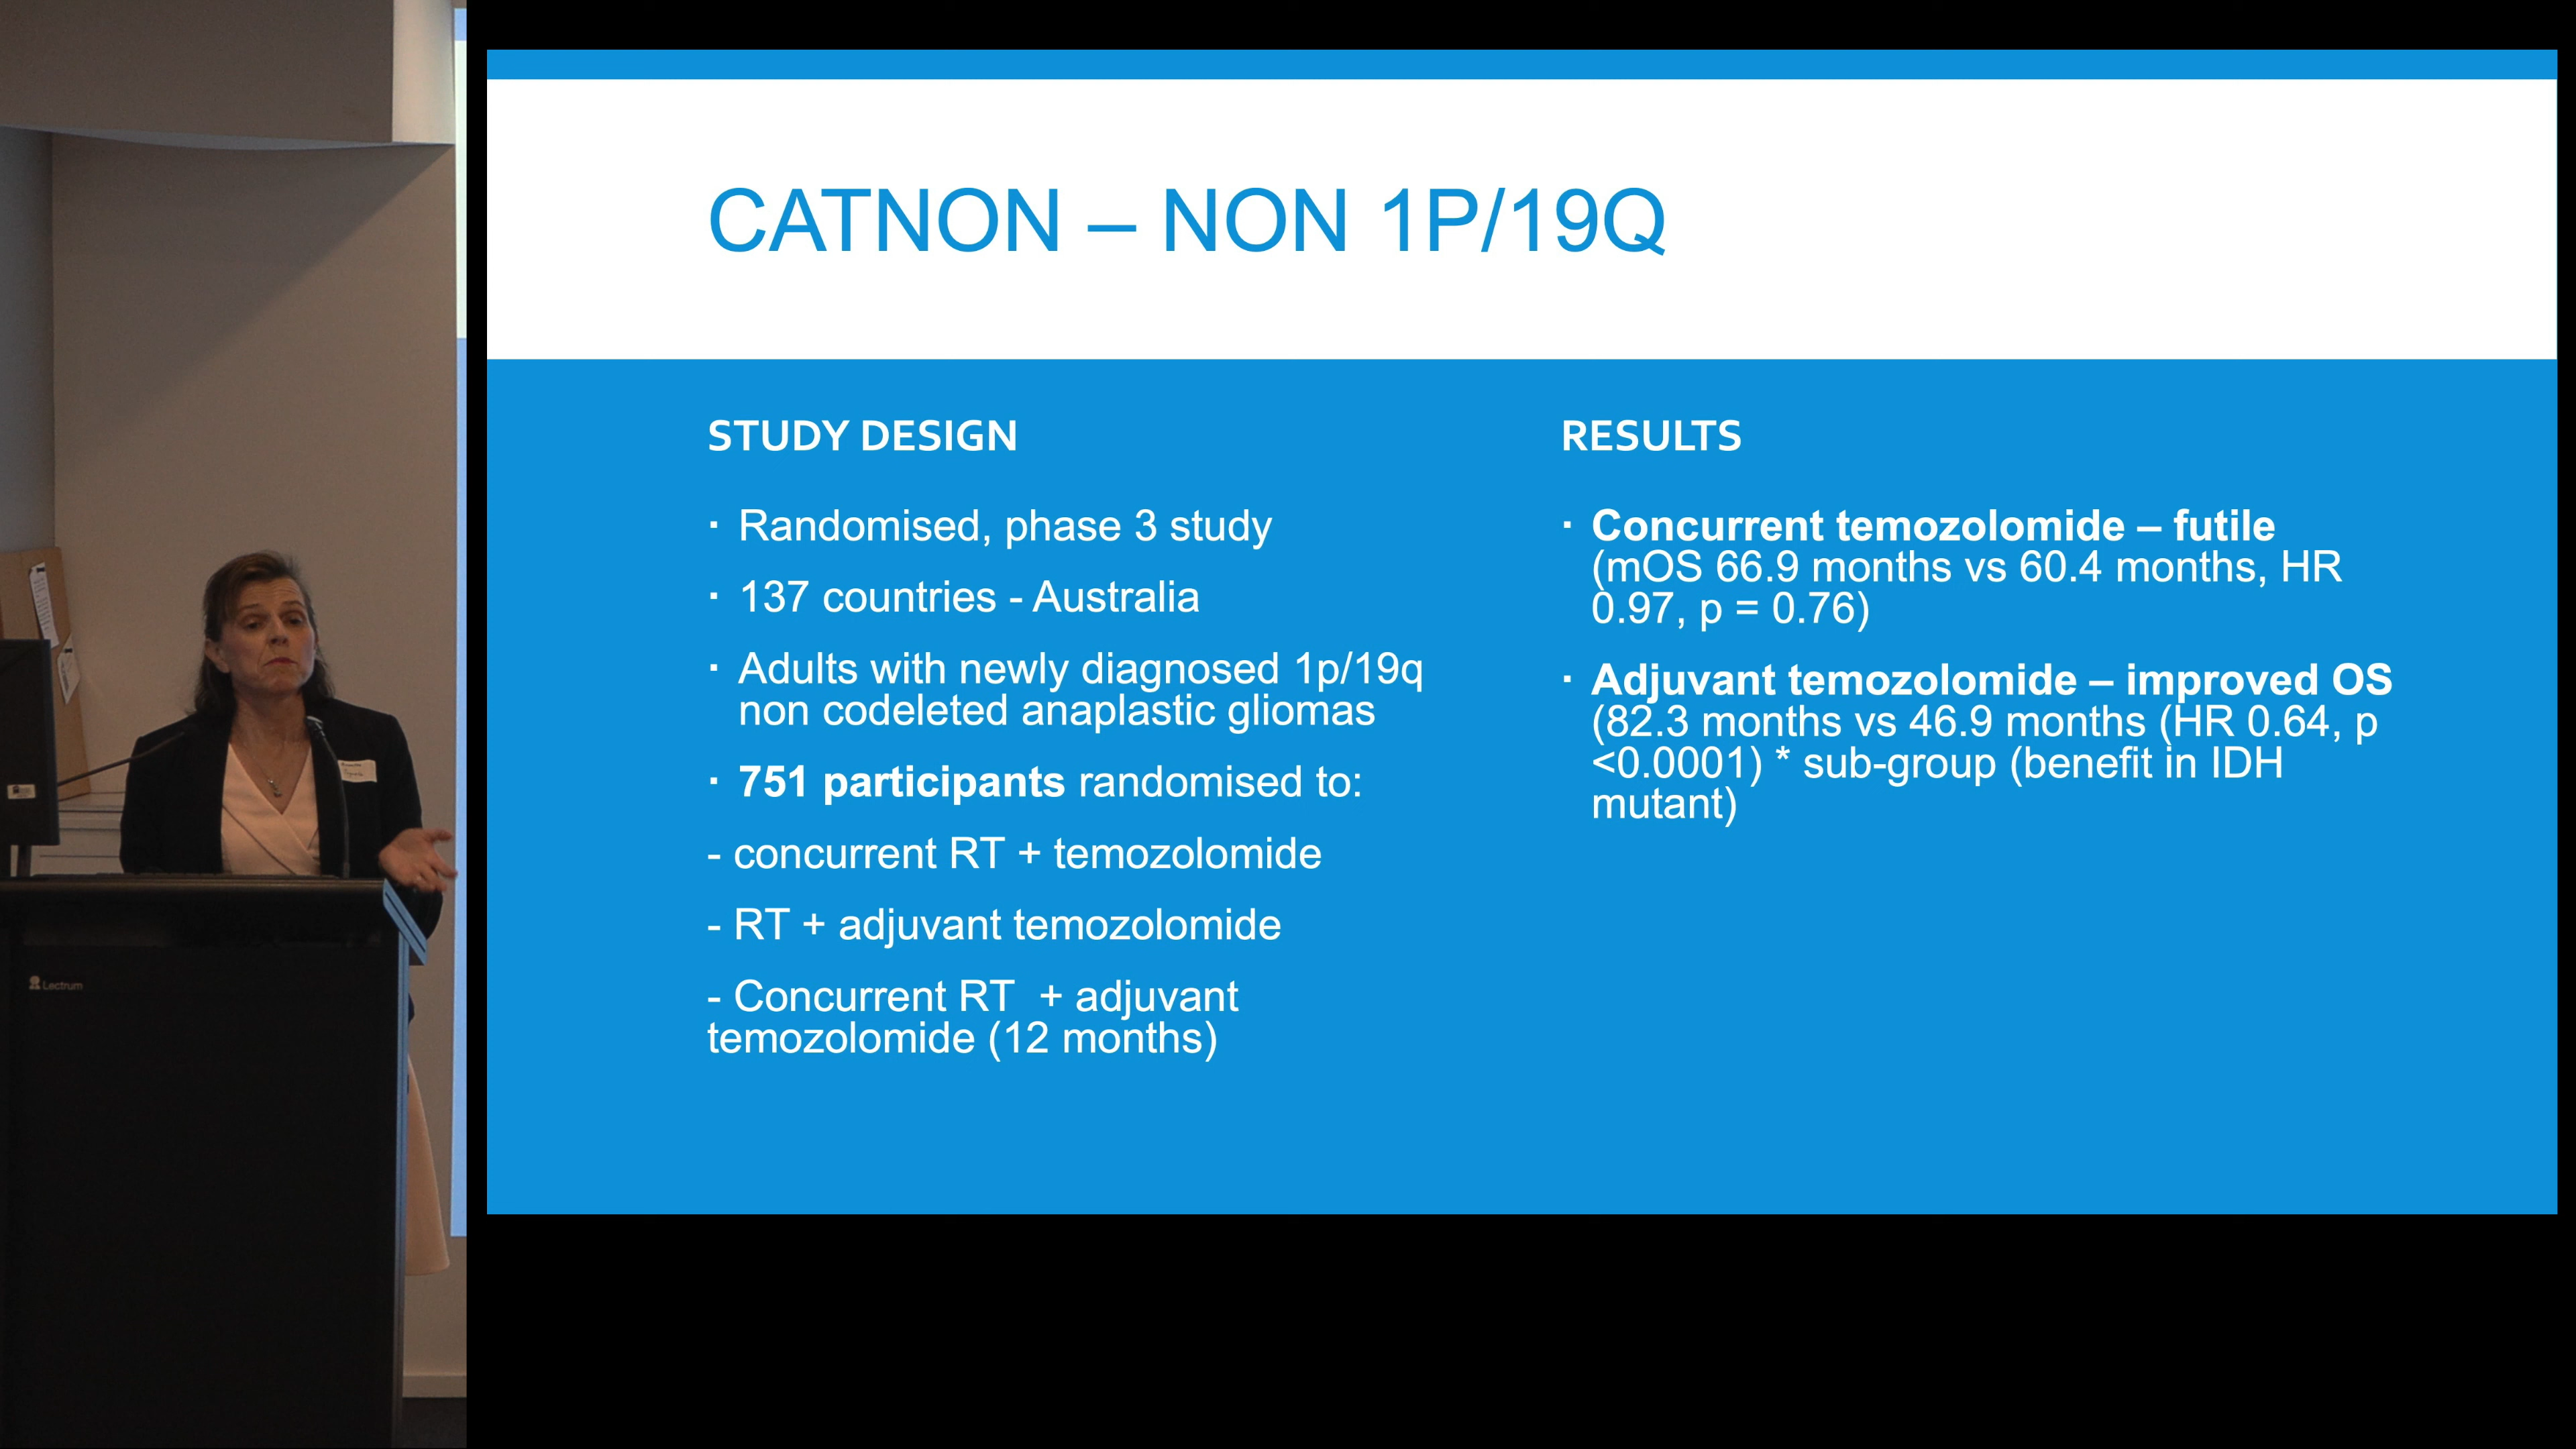 CATNON – NON 1P/19Q
STUDY DESIGN
· Randomised, phase 3 study
· 137 countries - Australia
· Adults with newly diagnosed 1p/19q
non codeleted anaplastic gliomas
· 751 participants randomised to:
- concurrent RT + temozolomide
- RT + adjuvant temozolomide
- Concurrent RT + adjuvant
temozolomide (12 months)
RESULTS
· Concurrent temozolomide – futile
(mOS 66.9 months vs 60.4 months, HR
0.97, p = 0.76)
· Adjuvant temozolomide – improved OS
(82.3 months vs 46.9 months (HR 0.64, p
<0.0001) * sub-group (benefit in IDH
mutant)
Lectrum